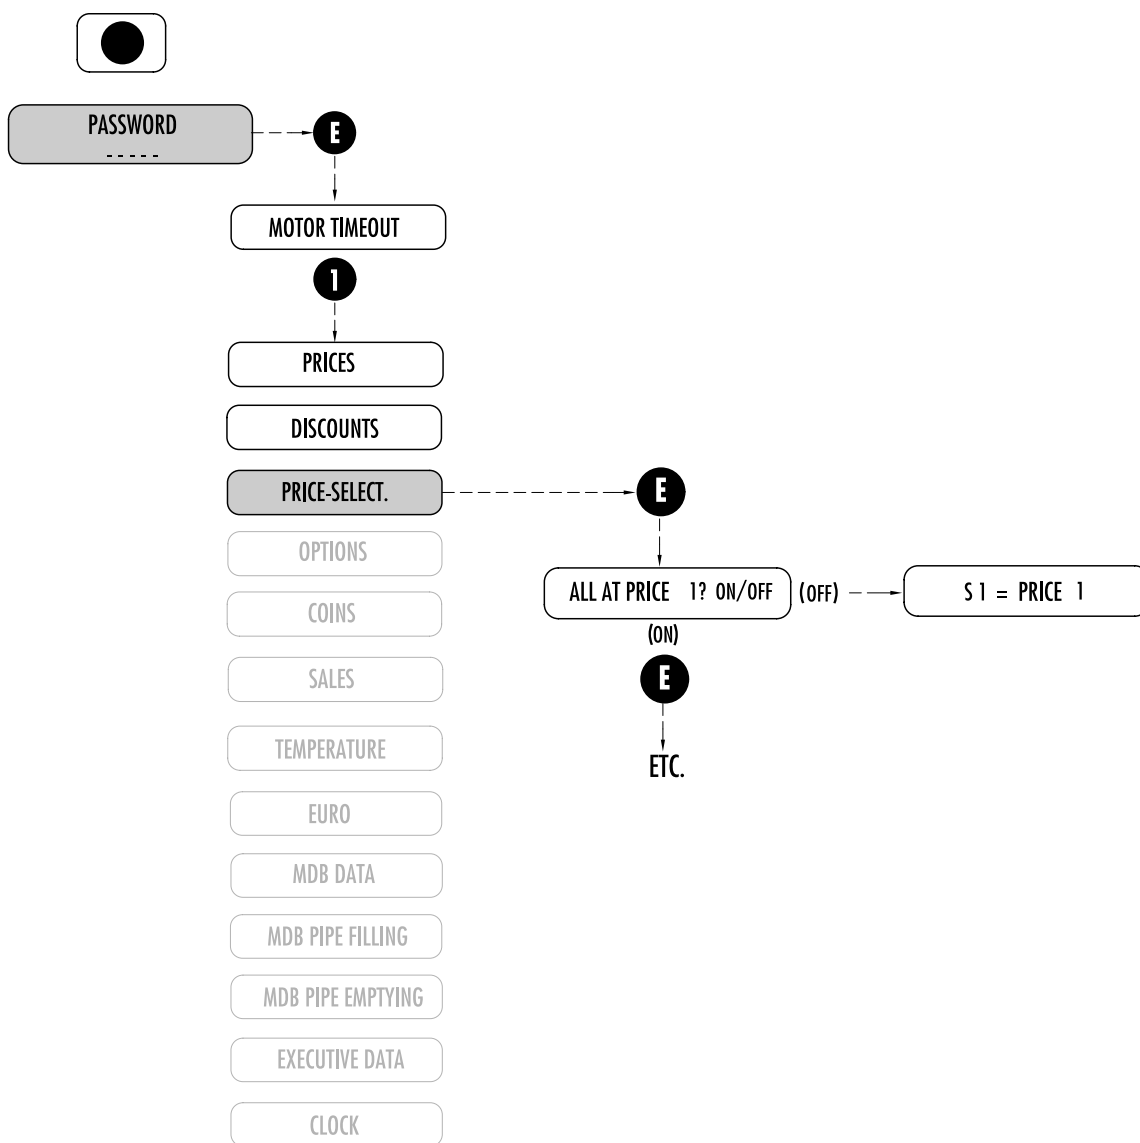 PASSWORD
- - - - -
E
MOTOR TIMEOUT
1
PRICES
DISCOUNTS
PRICE-SELECT.
E
OPTIONS
ALL AT PRICE 1? ON/OFF
(OFF)
S 1 = PRICE 1
COINS
(ON)
SALES
E
TEMPERATURE
ETC.
EURO
MDB DATA
MDB PIPE FILLING
MDB PIPE EMPTYING
EXECUTIVE DATA
CLOCK